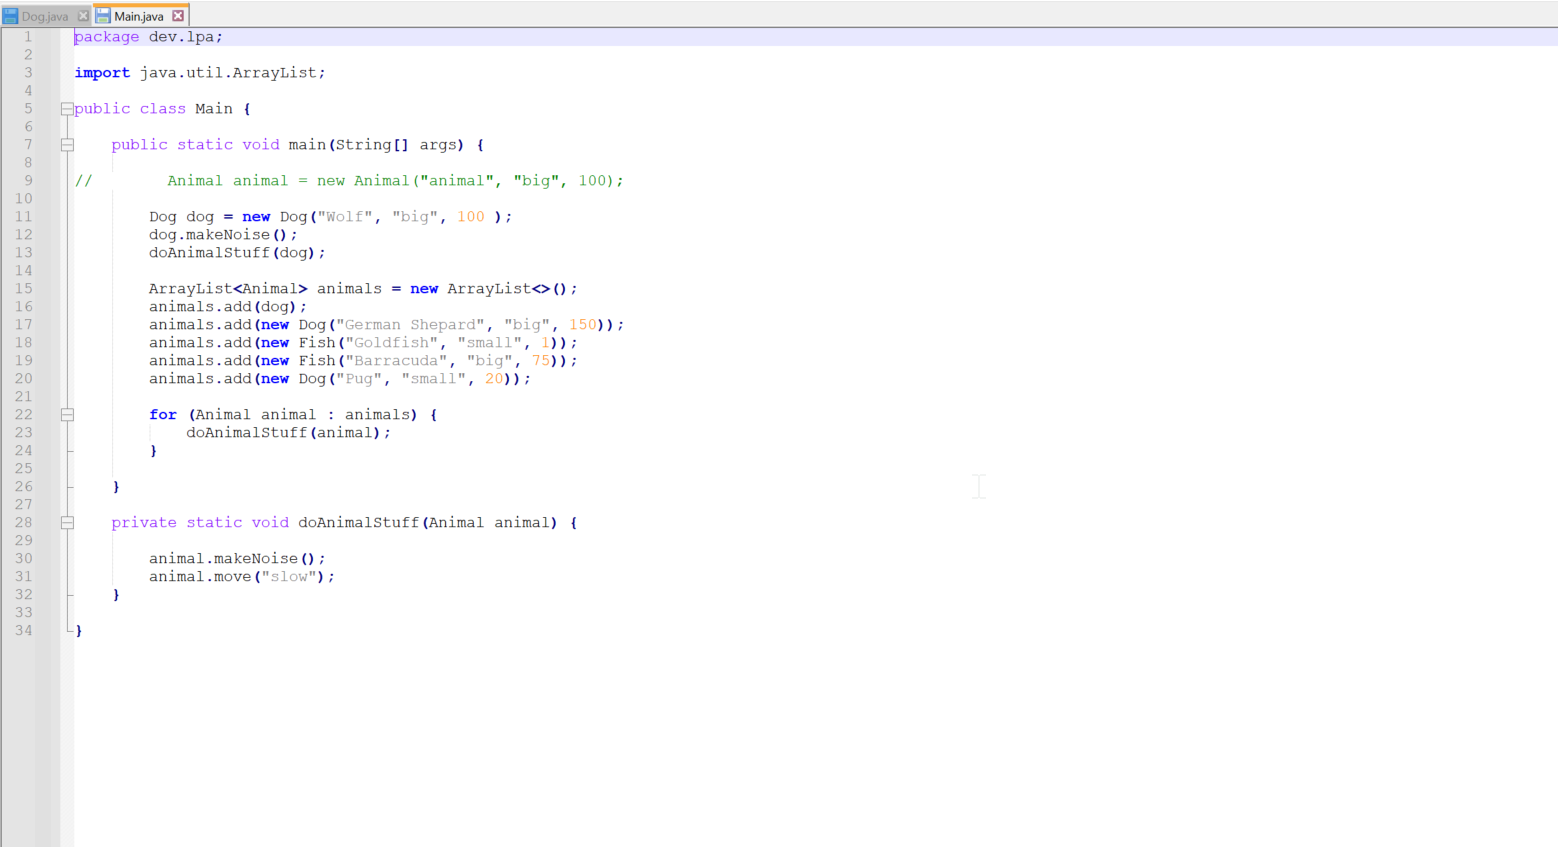 Dog.java Main.java
1 package dev.lpa;
2
3 import java.util.ArrayList;
4
5 public class Main {
6
7     public static void main(String[] args) {
8
9 //        Animal animal = new Animal("animal", "big", 100);
10
11         Dog dog = new Dog("Wolf", "big", 100 );
12         dog.makeNoise();
13         doAnimalStuff(dog);
14
15         ArrayList<Animal> animals = new ArrayList<>();
16         animals.add(dog);
17         animals.add(new Dog("German Shepard", "big", 150));
18         animals.add(new Fish("Goldfish", "small", 1));
19         animals.add(new Fish("Barracuda", "big", 75));
20         animals.add(new Dog("Pug", "small", 20));
21
22         for (Animal animal : animals) {
23             doAnimalStuff(animal);
24         }
25
26     }
27
28     private static void doAnimalStuff(Animal animal) {
29
30         animal.makeNoise();
31         animal.move("slow");
32     }
33
34 }